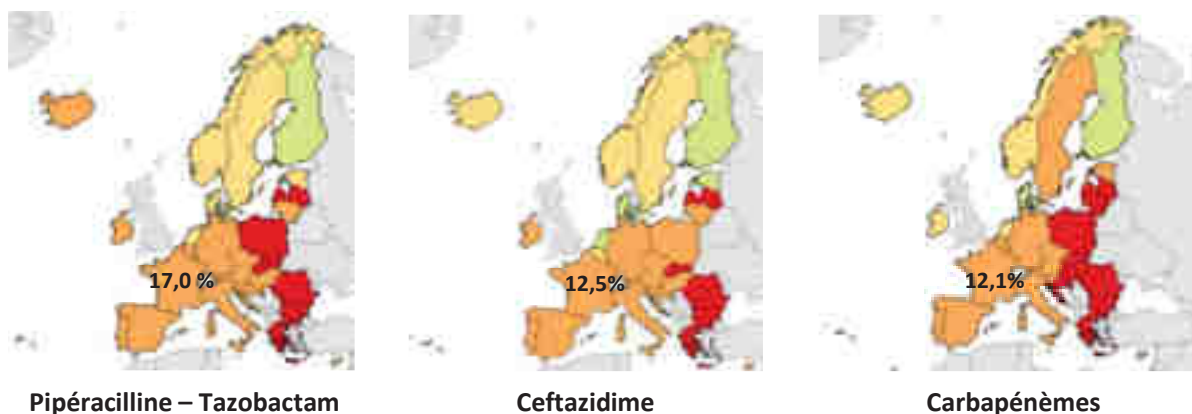 17,0 %
12,5%
12,1%
Pipéracilline – Tazobactam
Ceftazidime
Carbapénèmes